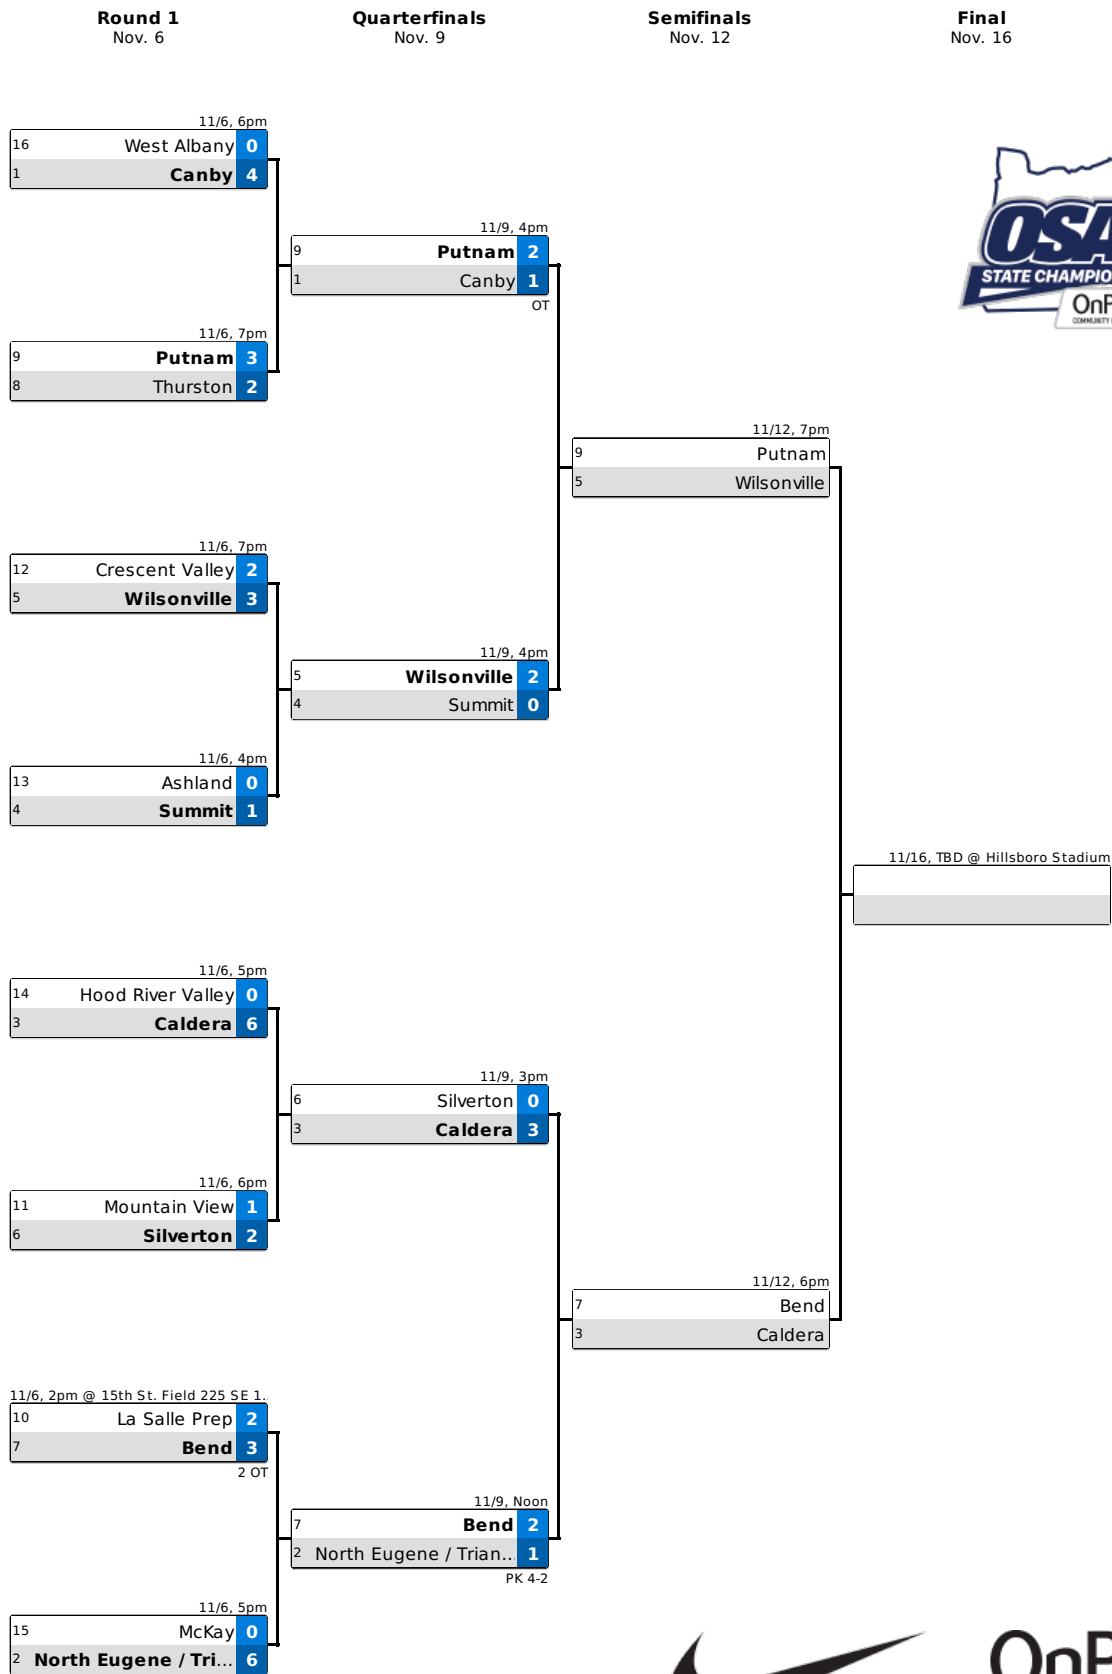 Round 1
Nov. 6
Quarterfinals
Nov. 9
Semifinals
Nov. 12
Final
Nov. 16
11/6, 6pm
16 West Albany 0
1 Canby 4
11/9, 4pm
9 Putnam 2
1 Canby 1
OT
11/6, 7pm
9 Putnam 3
8 Thurston 2
OSA
STATE CHAMPIO
OnP
COMMUNITY
11/12, 7pm
9 Putnam
5 Wilsonville
11/6, 7pm
12 Crescent Valley 2
5 Wilsonville 3
11/9, 4pm
5 Wilsonville 2
4 Summit 0
11/6, 4pm
13 Ashland 0
4 Summit 1
11/16, TBD @ Hillsboro Stadium
11/6, 5pm
14 Hood River Valley 0
3 Caldera 6
11/9, 3pm
6 Silverton 0
3 Caldera 3
11/6, 6pm
11 Mountain View 1
6 Silverton 2
11/12, 6pm
7 Bend
3 Caldera
11/6, 2pm @ 15th St. Field 225 SE 1..
10 La Salle Prep 2
7 Bend 3
2 OT
11/9, Noon
7 Bend 2
2 North Eugene / Trian... 1
PK 4-2
11/6, 5pm
15 McKay 0
2 North Eugene / Tri... 6
OnP